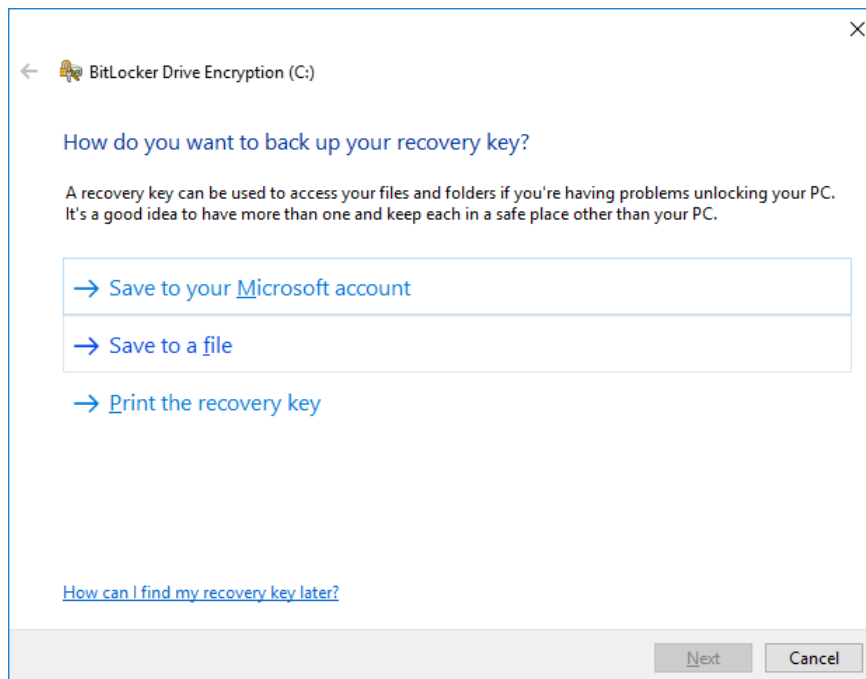 BitLocker Drive Encryption (C:)
How do you want to back up your recovery key?
A recovery key can be used to access your files and folders if you're having problems unlocking your PC.
It's a good idea to have more than one and keep each in a safe place other than your PC.
Save to your Microsoft account
Save to a file
Print the recovery key
How can I find my recovery key later?
Next
Cancel